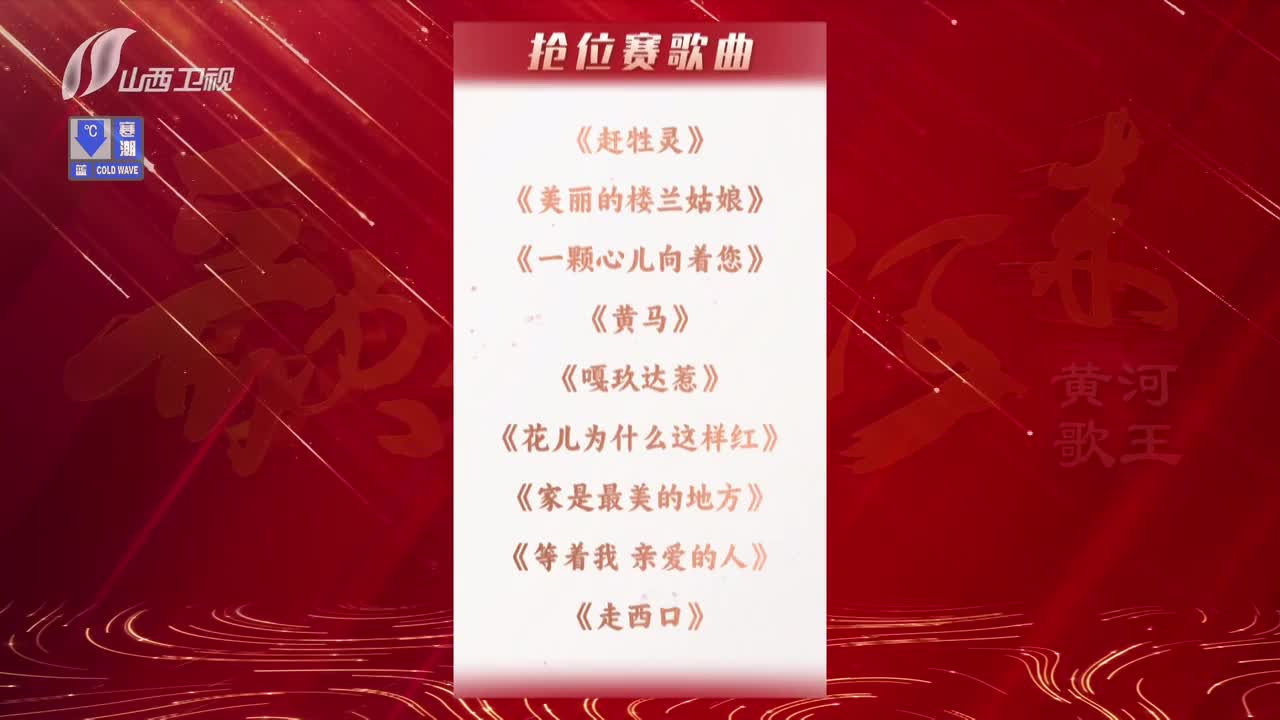 山西卫视
℃
寒潮
蓝 COLD WAVE
抢位赛歌曲
《赶牲灵》
《美丽的楼兰姑娘》
《一颗心儿向着您》
《黄马》
《嘎玖达惹》
《花儿为什么这样红》
《家是最美的地方》
《等着我 亲爱的人》
《走西口》
黄河
歌王